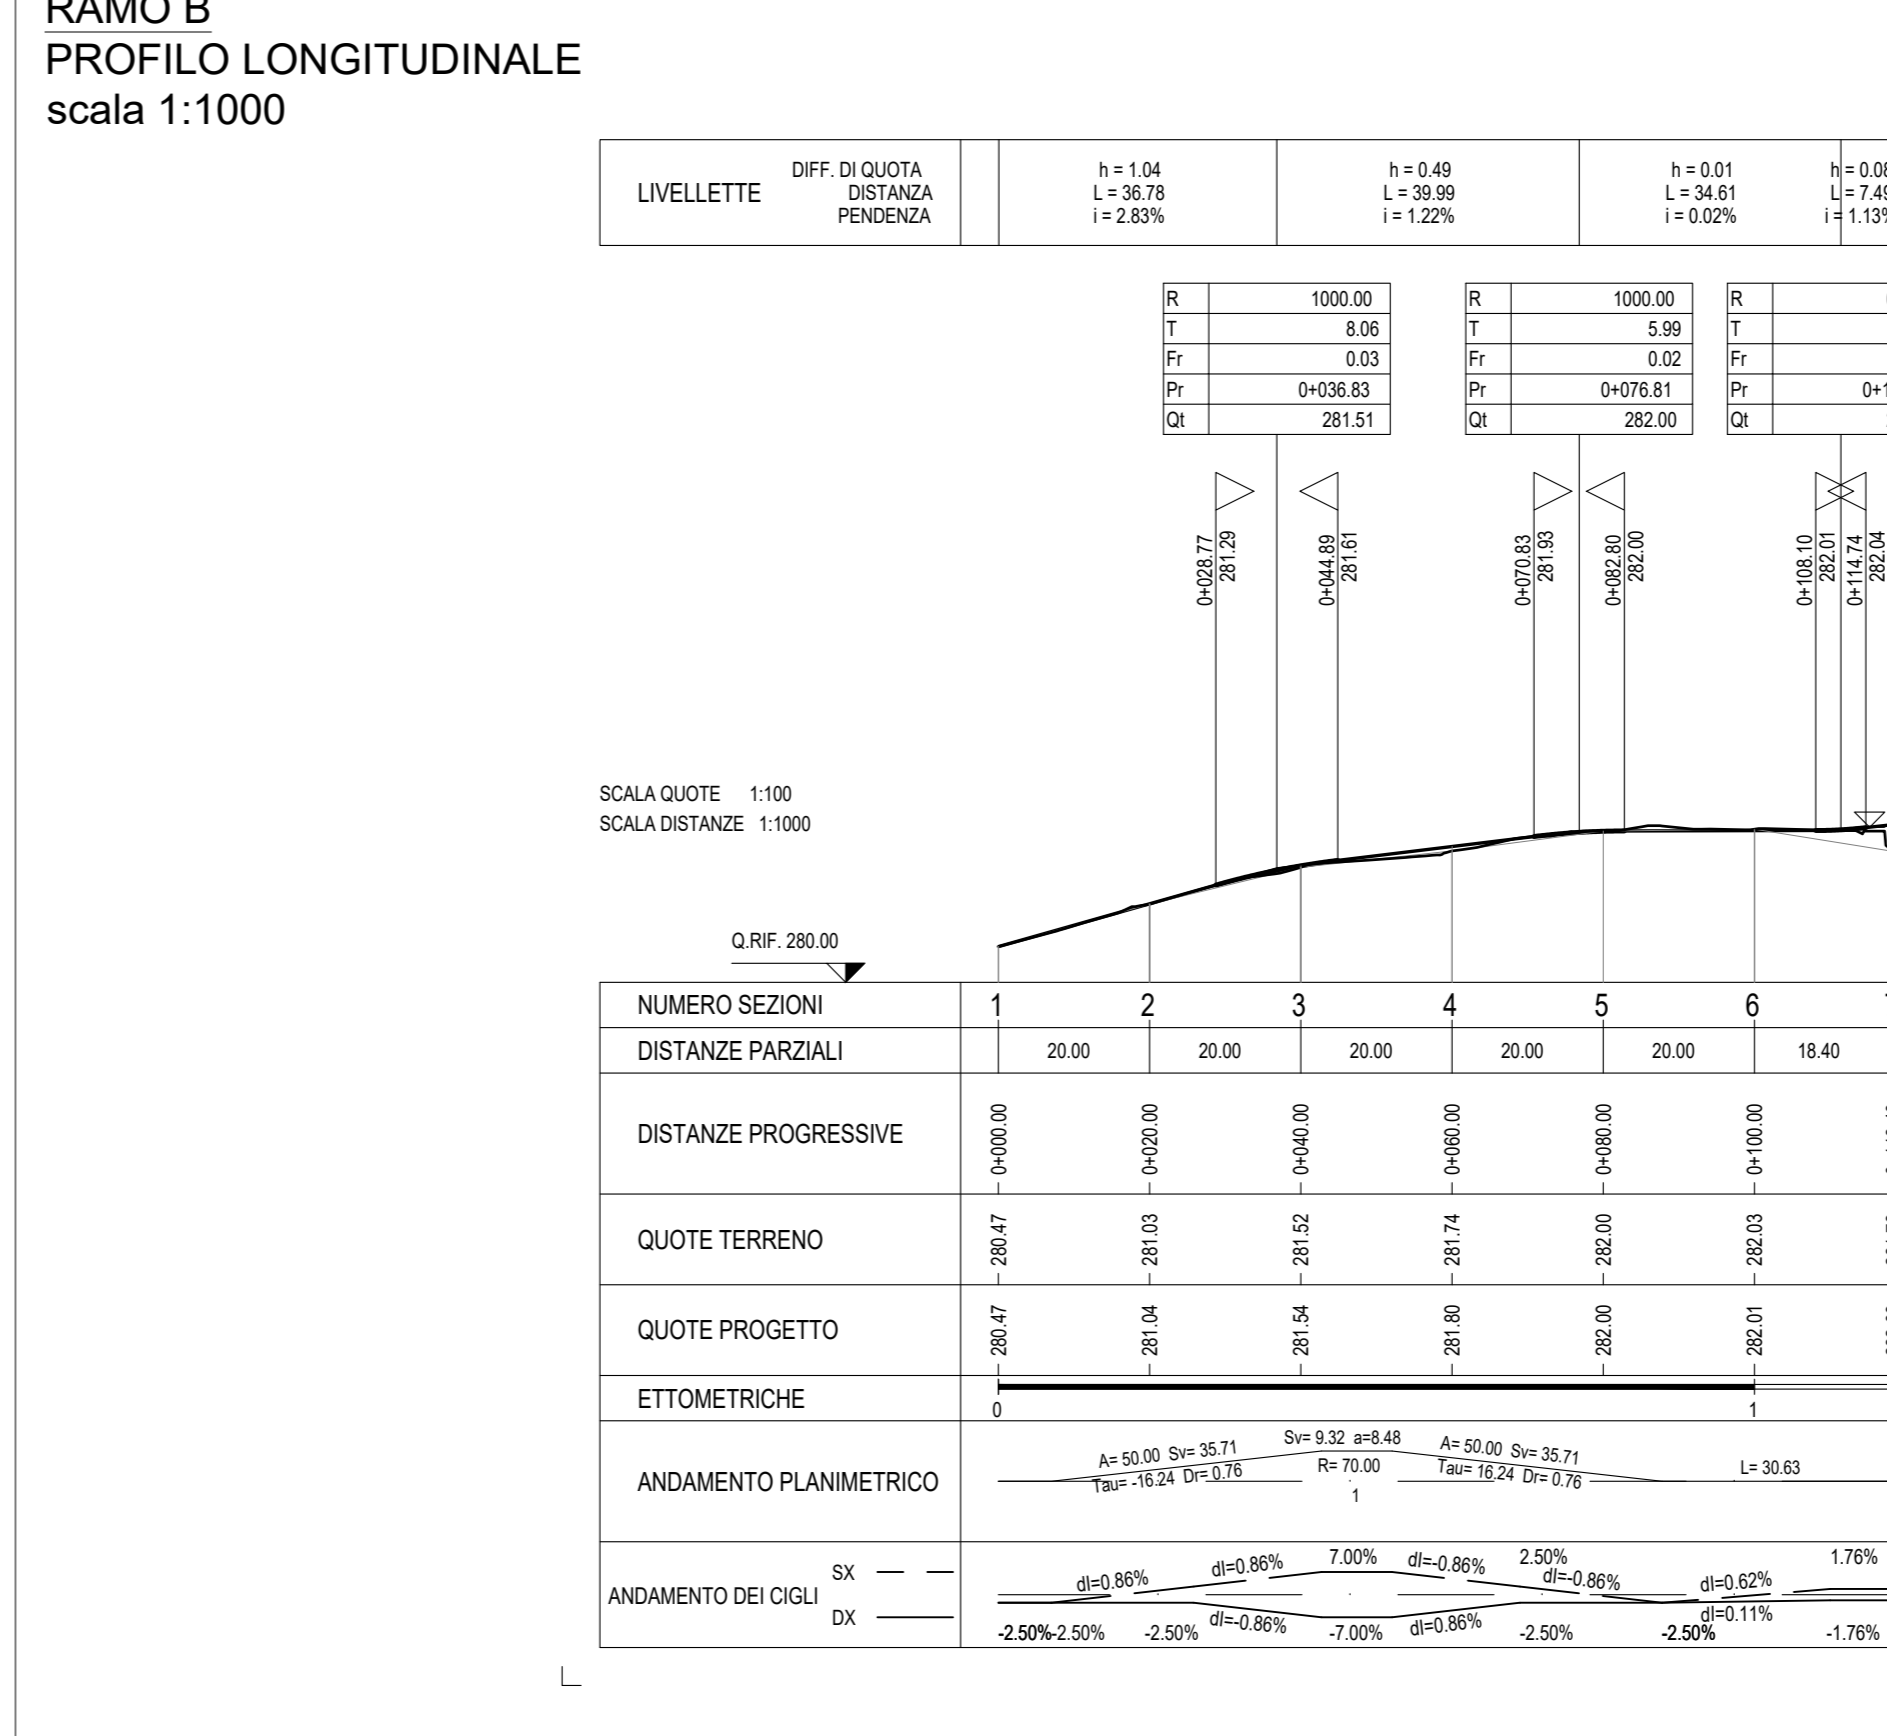 RAMO B
PROFILO LONGITUDINALE
scala 1:1000
LIVELLETTE
DIFF. DI QUOTA
DISTANZA
PENDENZA
h = 1.04
L = 36.78
i = 2.83%
h = 0.49
L = 39.99
i = 1.22%
h = 0.01
L = 34.61
i = 0.02%
h = 0.08
L = 7.49
i = 1.13%
R 1000.00
T 8.06
Fr 0.03
Pr 0+036.83
Qt 281.51
R 1000.00
T 5.99
Fr 0.02
Pr 0+076.81
Qt 282.00
R
T
Fr
Pr 0+1
Qt
0+028.77
281.29
0+044.89
281.61
0+070.83
281.93
0+082.80
282.00
0+108.10
282.01
0+114.74
282.04
SCALA QUOTE 1:100
SCALA DISTANZE 1:1000
Q.RIF. 280.00
NUMERO SEZIONI 1 2 3 4 5 6
DISTANZE PARZIALI 20.00 20.00 20.00 20.00 20.00 18.40
DISTANZE PROGRESSIVE 0+000.00 0+020.00 0+040.00 0+060.00 0+080.00 0+100.00
QUOTE TERRENO 280.47 281.03 281.52 281.74 282.00 282.03
QUOTE PROGETTO 280.47 281.04 281.54 281.80 282.00 282.01
ETTOMETRICHE 0 1
ANDAMENTO PLANIMETRICO
A= 50.00 Sv= 35.71
Tau= -16.24 Dr= 0.76
Sv= 9.32 a=8.48
R= 70.00
1
A= 50.00 Sv= 35.71
Tau= 16.24 Dr= 0.76
L= 30.63
ANDAMENTO DEI CIGLI
SX
DX
dl=0.86% dl=0.86% 7.00% dl=-0.86% 2.50% dl=-0.86% dl=0.62% 1.76%
-2.50% -2.50% -2.50% dl=-0.86% -7.00% dl=0.86% -2.50% -2.50% dl=0.11% -1.76%